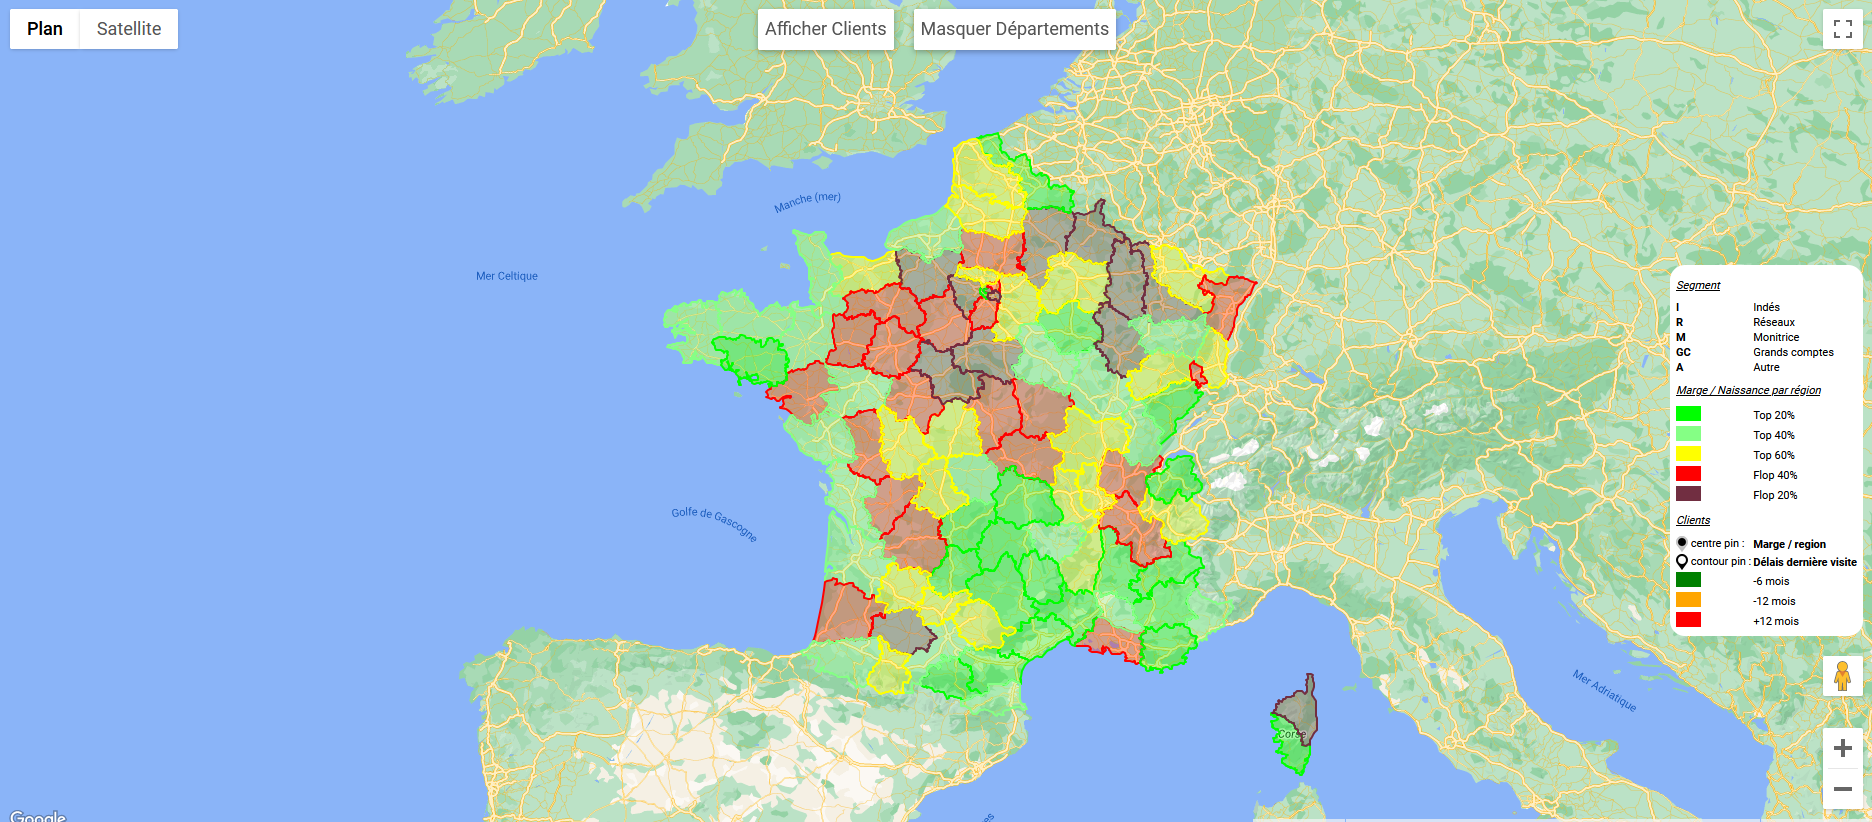 Plan
Satellite
Afficher Clients
Masquer Départements
Manche (mer)
Mer Celtique
Golfe de Gascogne
Corse
Mer Adriatique
Segment
I Indés
R Réseaux
M Monitrice
GC Grands comptes
A Autre
Marge / Naissance par région
Top 20%
Top 40%
Top 60%
Flop 40%
Flop 20%
Clients
centre pin : Marge / region
contour pin : Délais dernière visite
-6 mois
-12 mois
+12 mois
Google